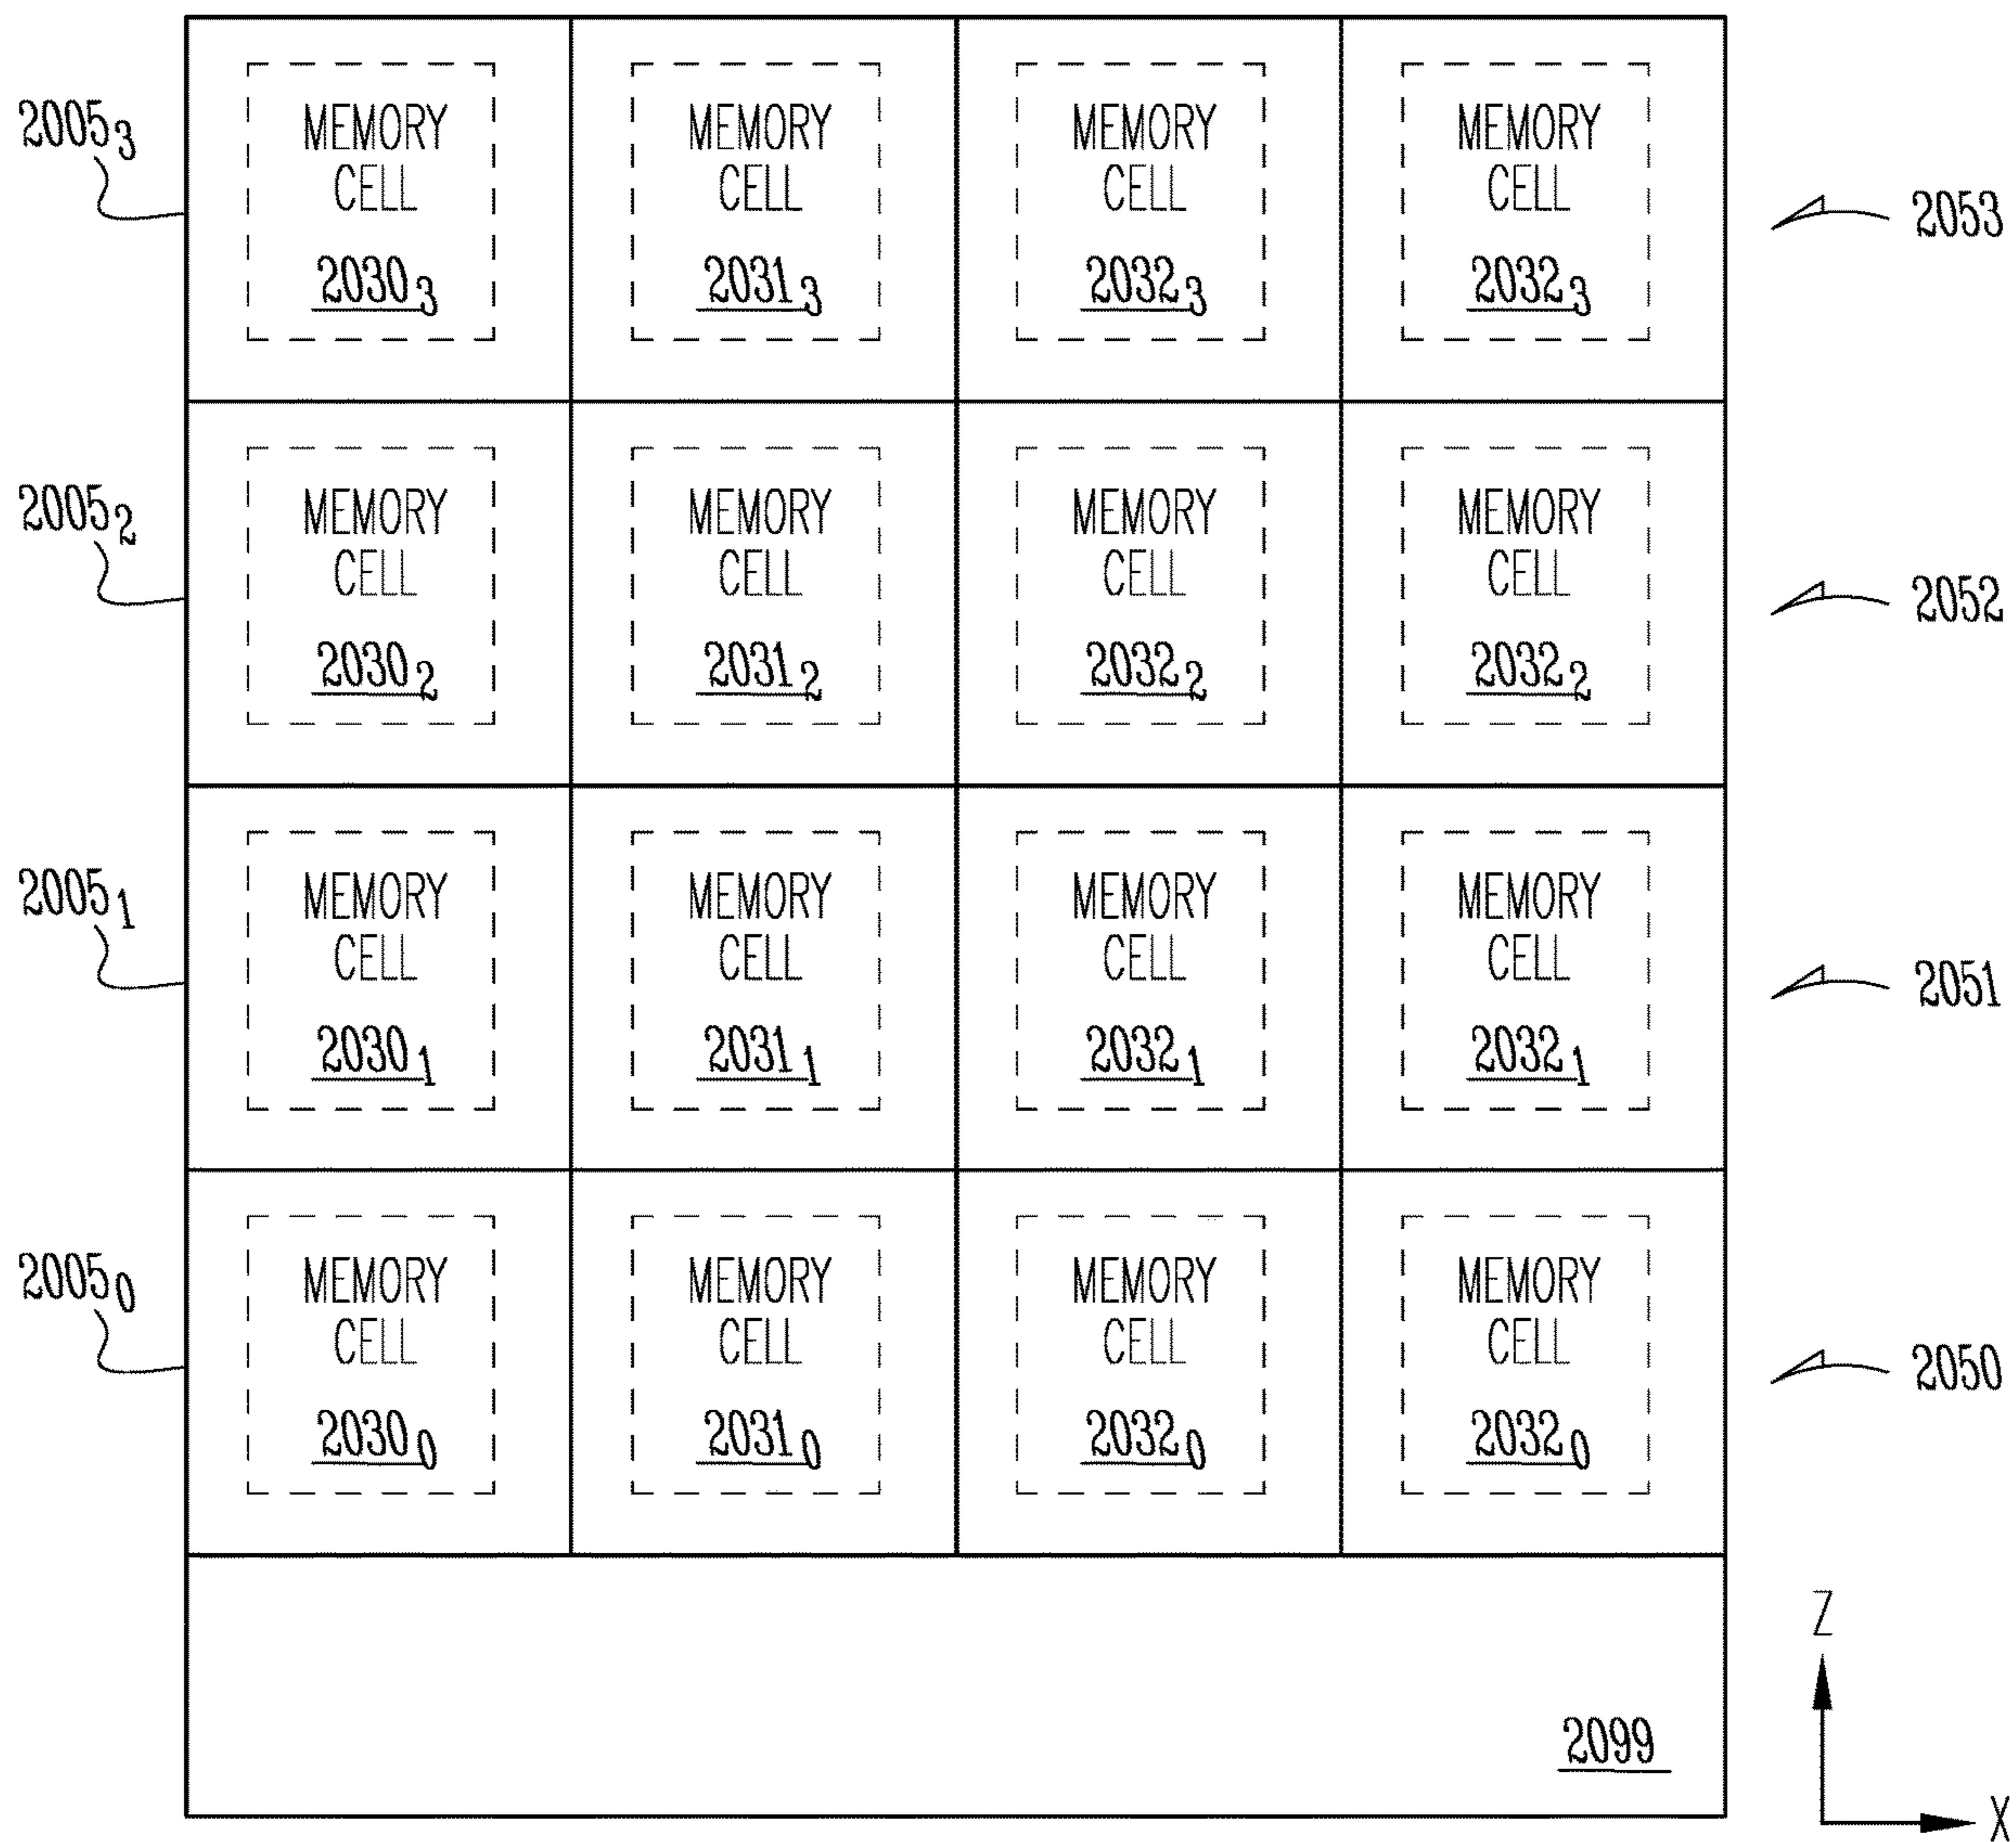 MEMORY MEMORY MEMORY MEMORY
2005₃ CELL CELL CELL CELL 2053
2030₃ 2031₃ 2032₃ 2032₃
MEMORY MEMORY MEMORY MEMORY
2005₂ CELL CELL CELL CELL 2052
2030₂ 2031₂ 2032₂ 2032₂
MEMORY MEMORY MEMORY MEMORY
2005₁ CELL CELL CELL CELL 2051
2030₁ 2031₁ 2032₁ 2032₁
MEMORY MEMORY MEMORY MEMORY
2005₀ CELL CELL CELL CELL 2050
2030₀ 2031₀ 2032₀ 2032₀
Z
2099
X